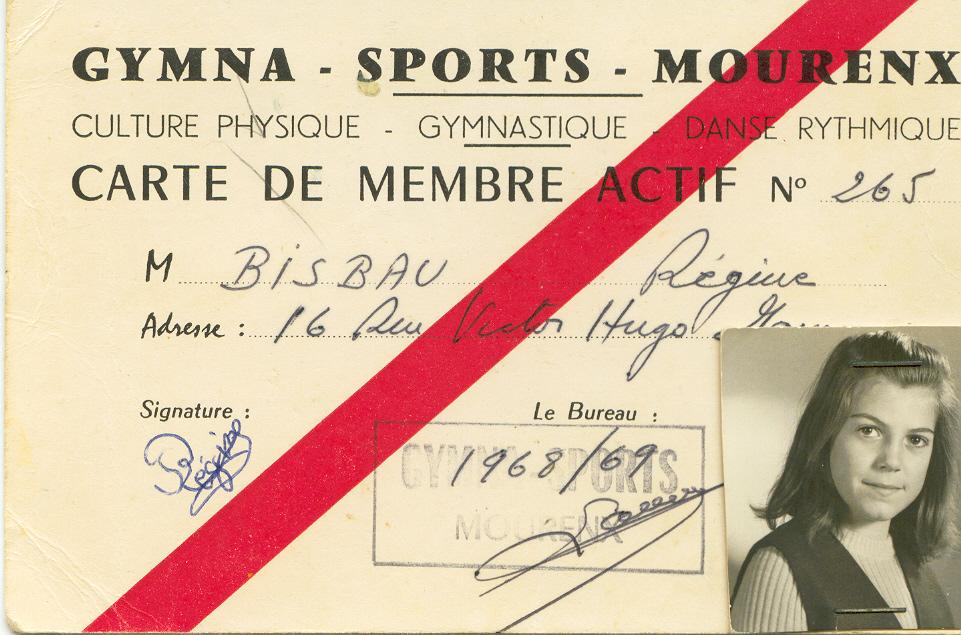 GYMNA - SPORTS - MOURENX
CULTURE PHYSIQUE - GYMNASTIQUE - DANSE RYTHMIQUE
CARTE DE MEMBRE ACTIF Nº 265
M BISBAU Régine
Adresse : 16 Rue Victor Hugo
Signature : Le Bureau :
Régine
GYMNA-SPORTS
1968/69
MOURENX